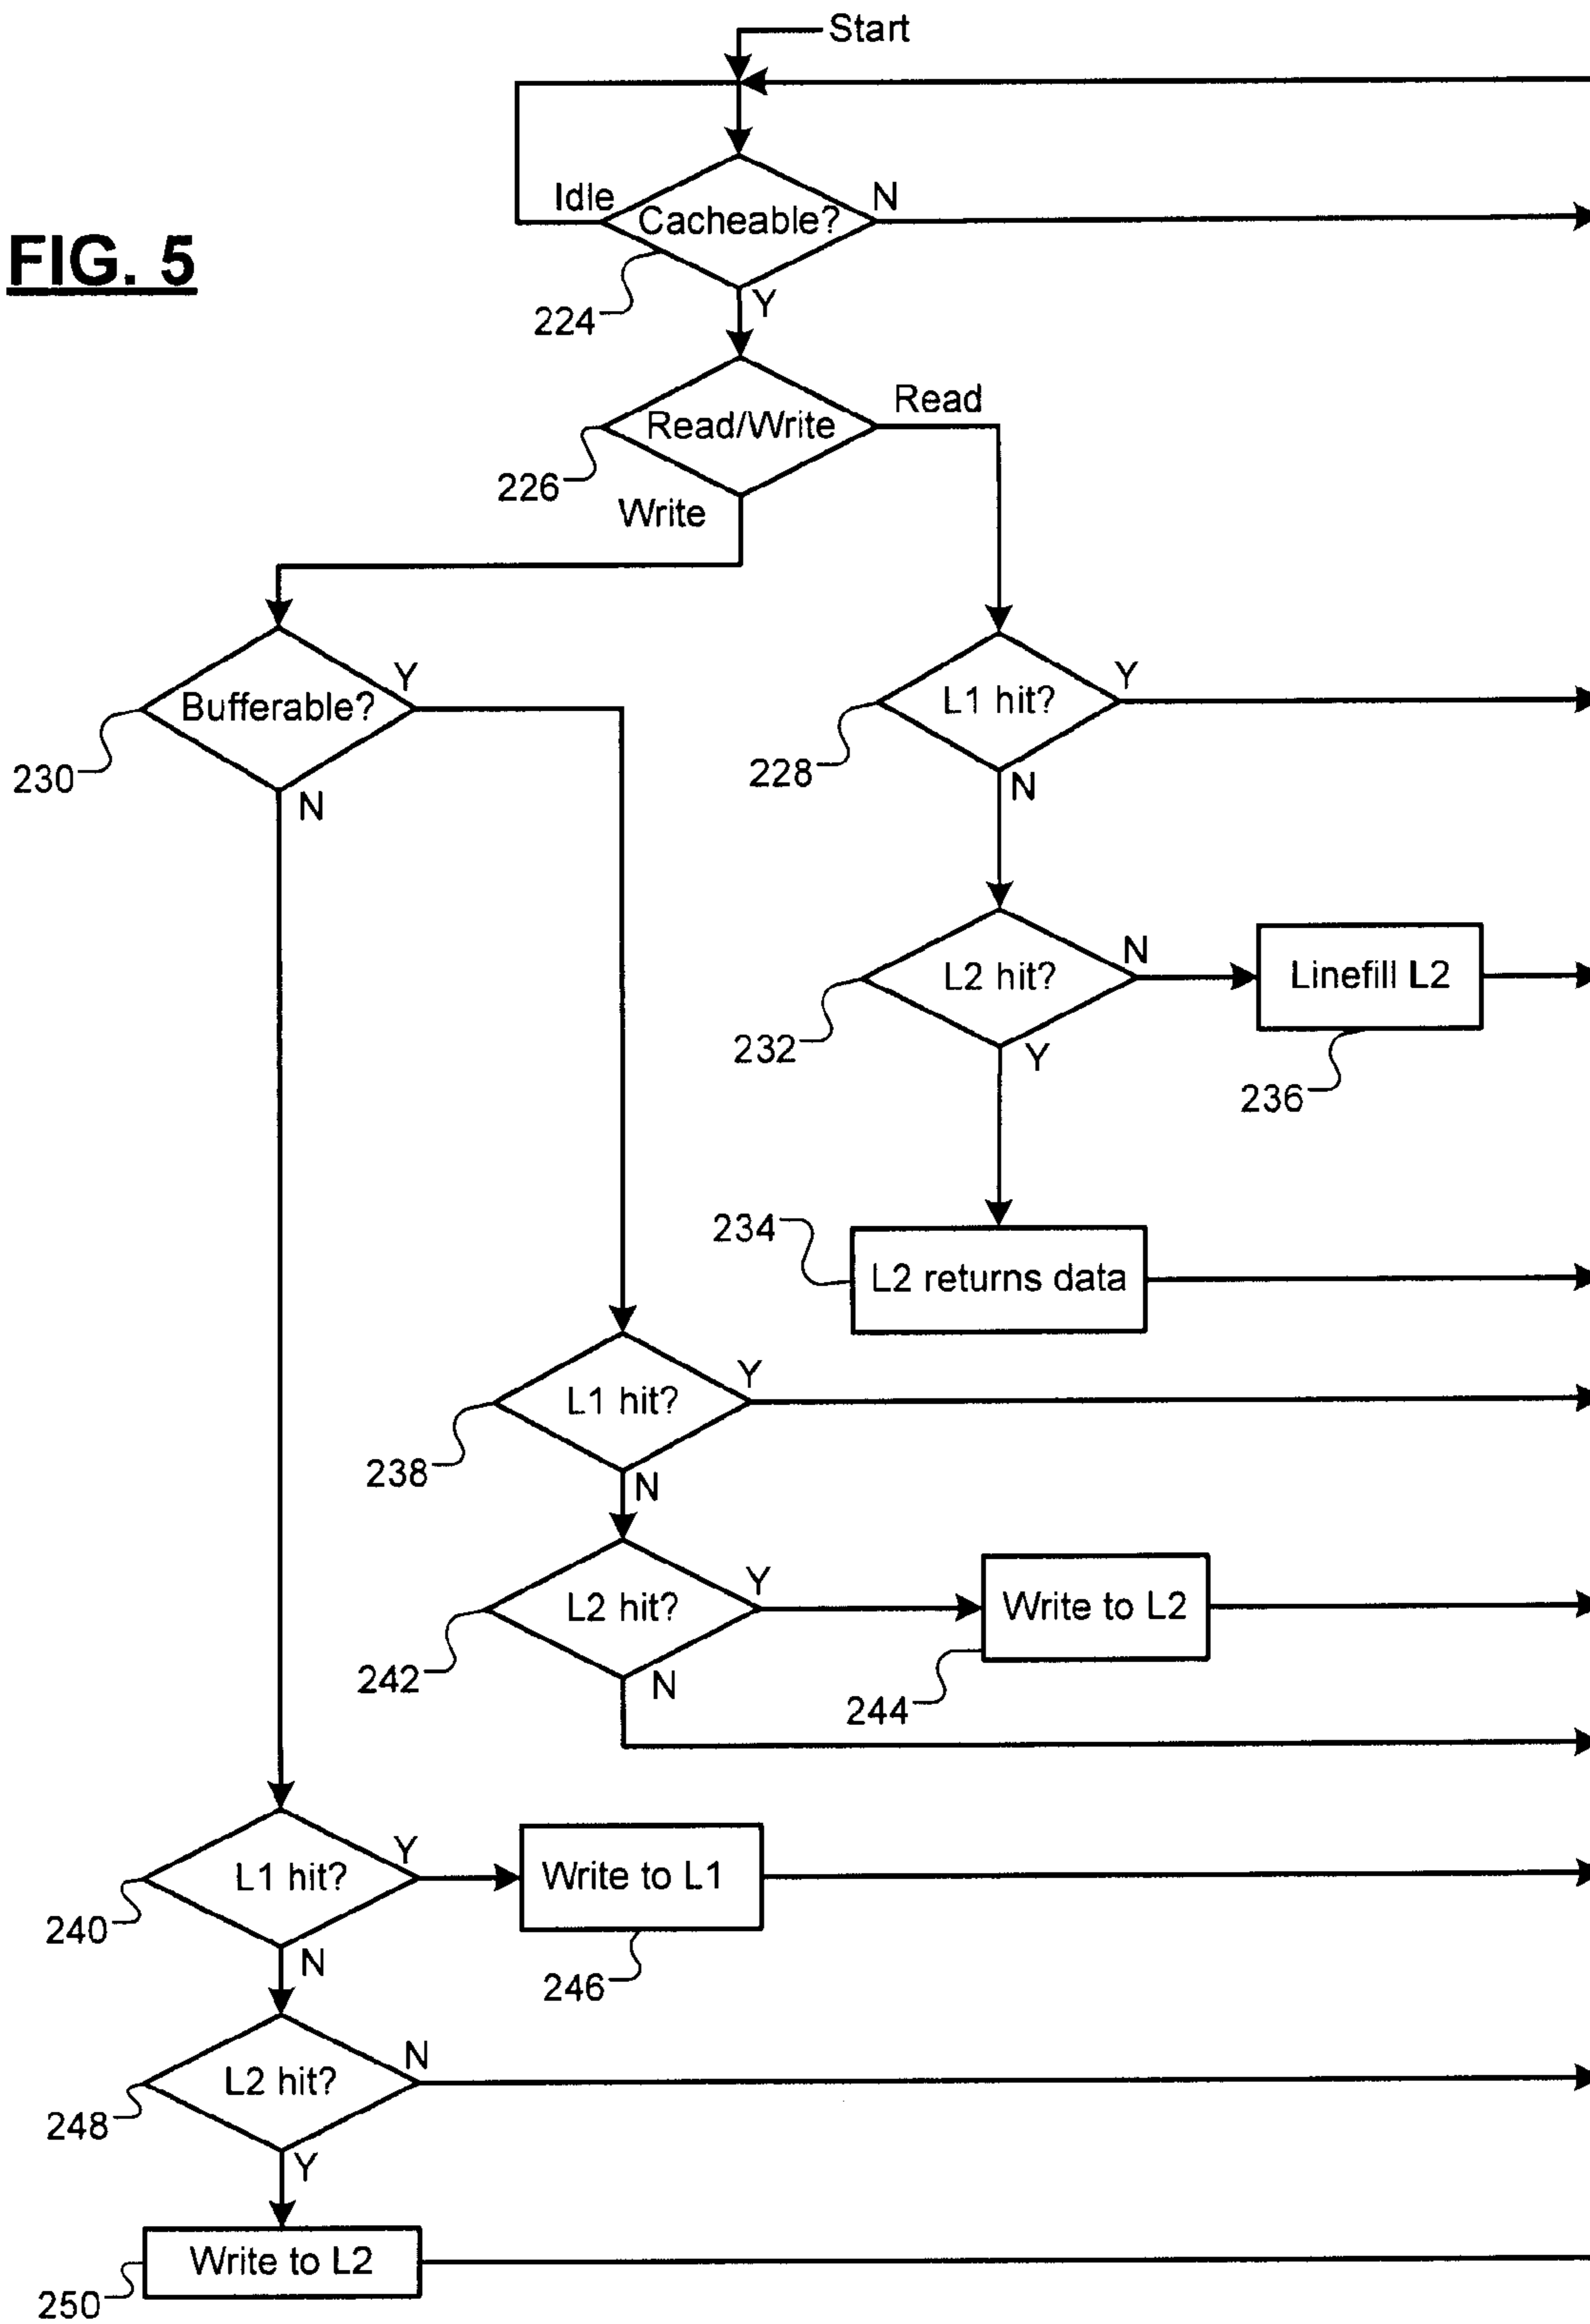 Start
Idle
Cacheable?
N
FIG. 5
224
Y
Read/Write
Read
226
Write
Bufferable?
Y
230
N
L1 hit?
Y
228
N
L2 hit?
N
Linefill L2
232
Y
236
234
L2 returns data
L1 hit?
Y
238
N
L2 hit?
Y
Write to L2
242
N
244
L1 hit?
Y
Write to L1
240
N
246
L2 hit?
N
248
Y
Write to L2
250